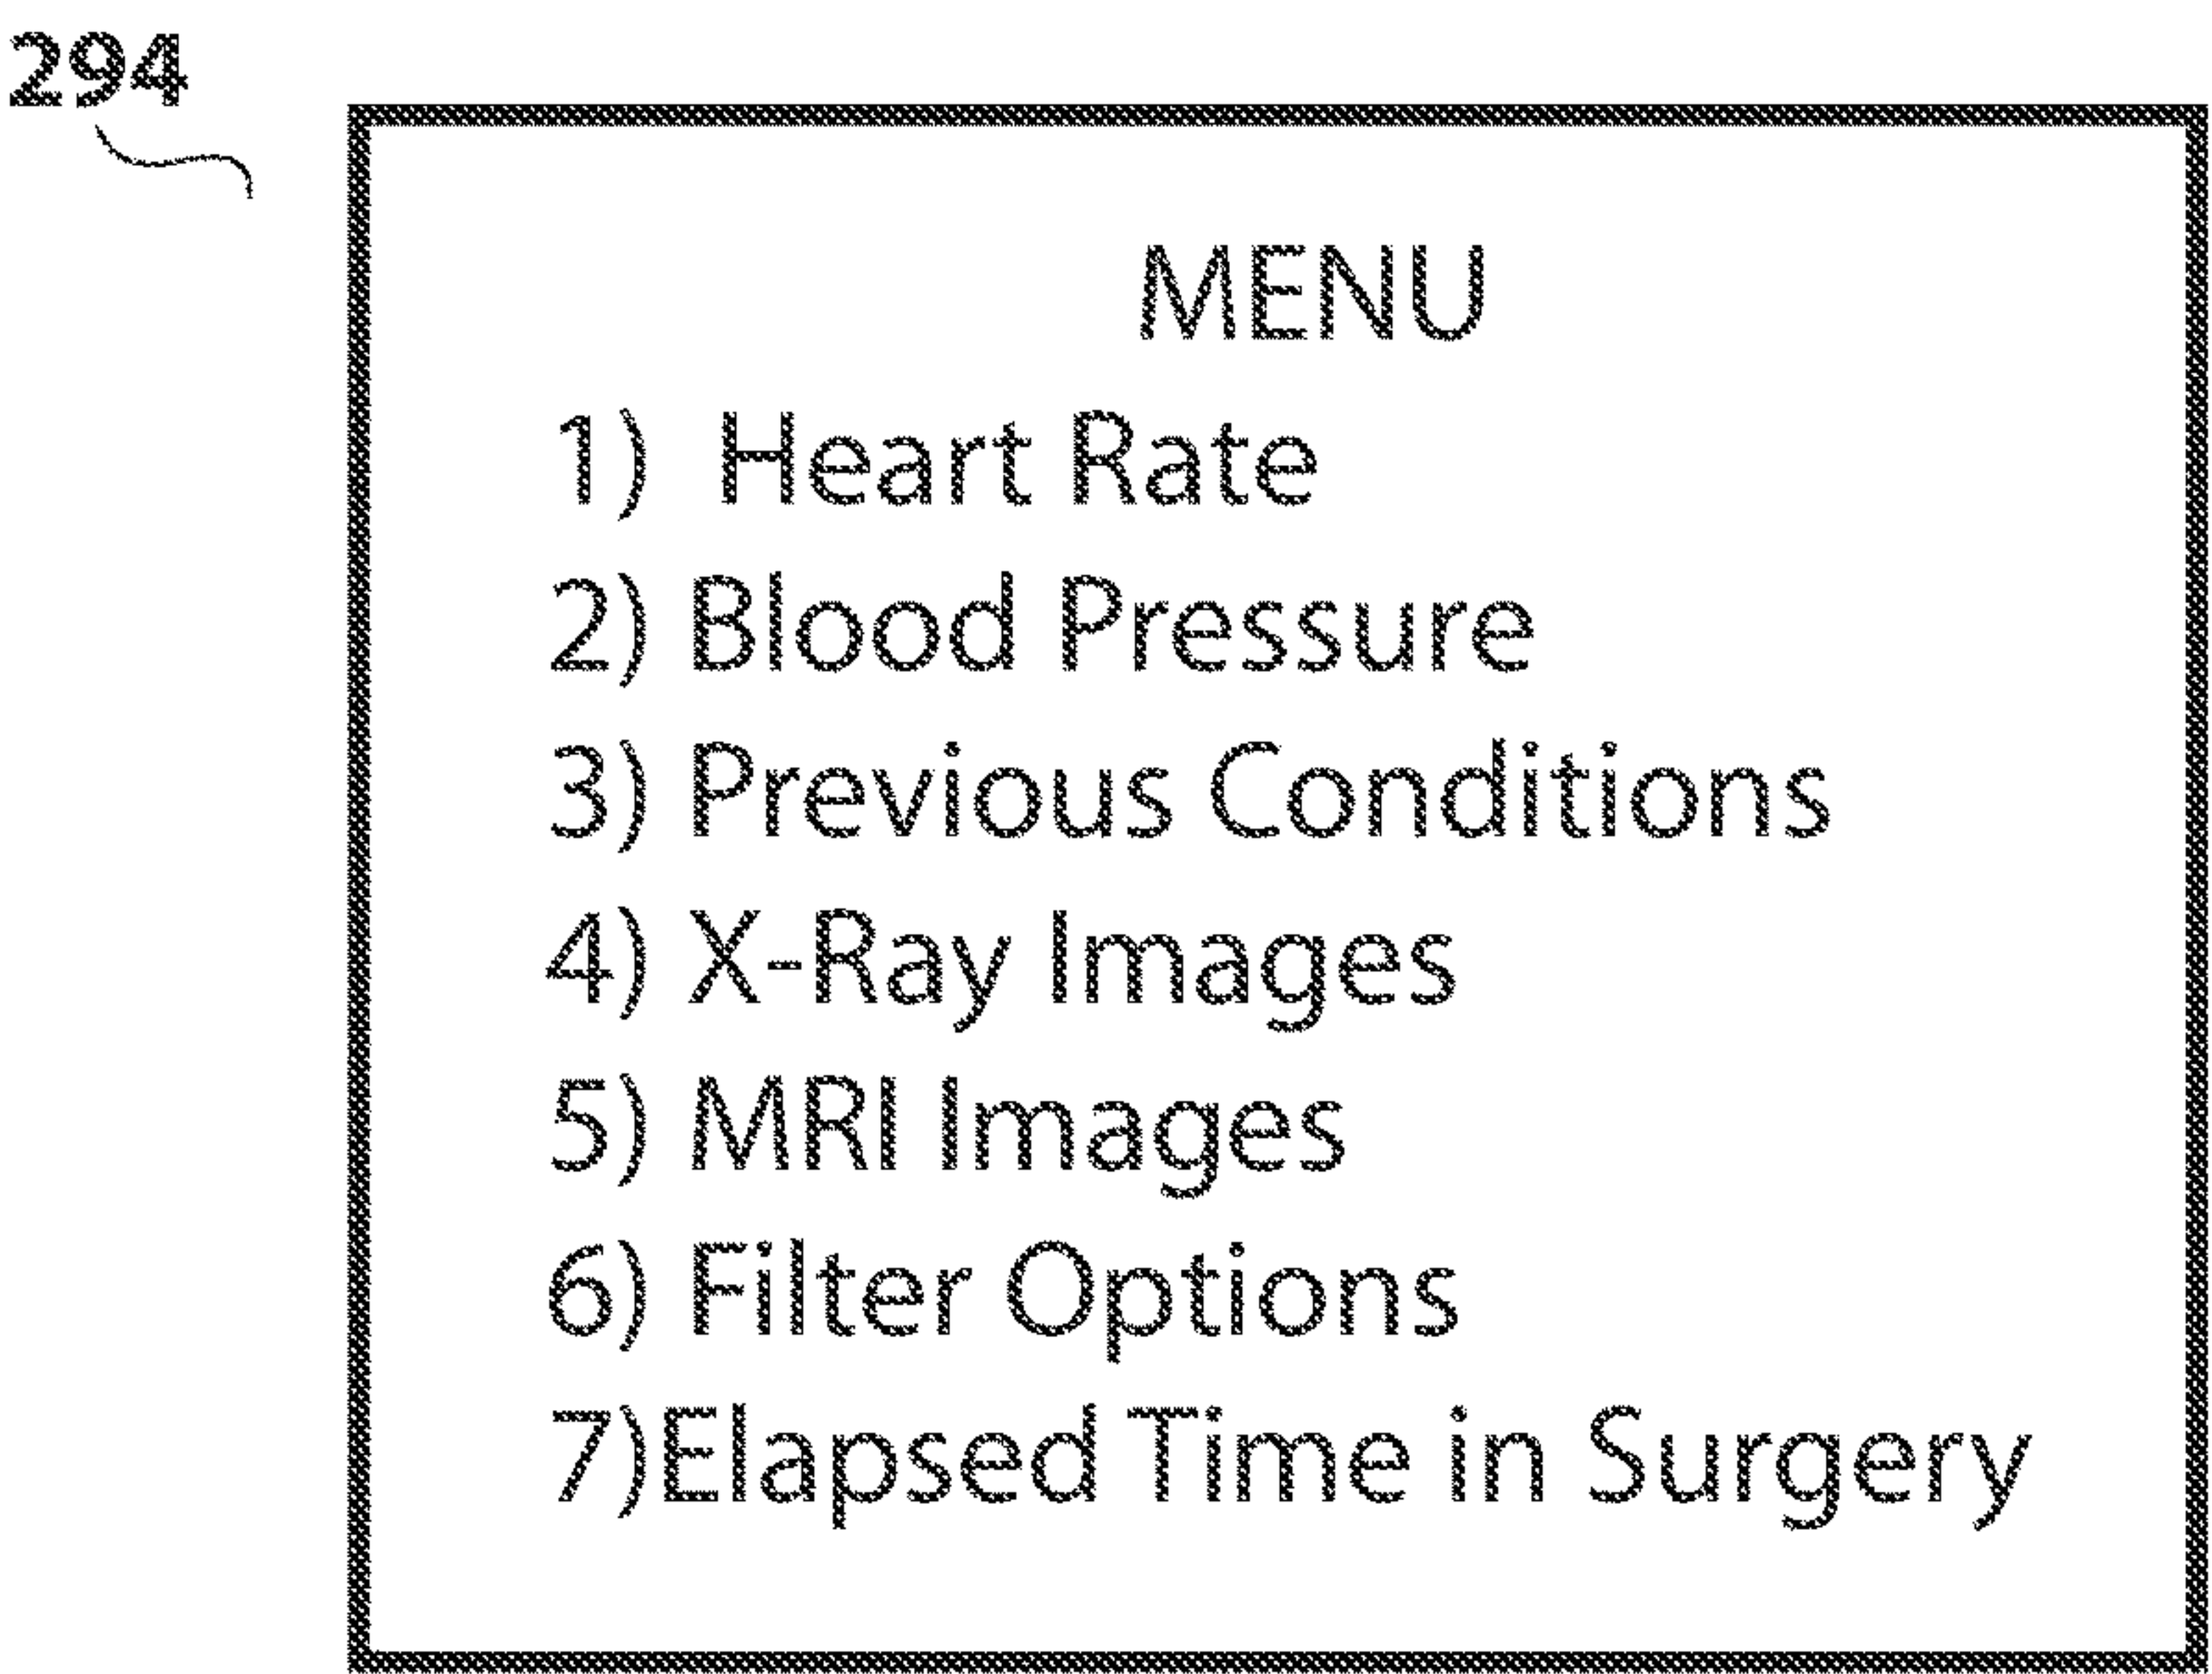 294
MENU
1) Heart Rate
2) Blood Pressure
3) Previous Conditions
4) X-Ray Images
5) MRI Images
6) Filter Options
7)Elapsed Time in Surgery